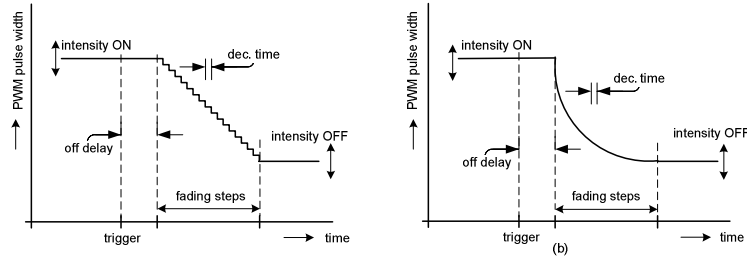 PWM pulse width
intensity ON
dec. time
off delay
intensity OFF
fading steps
trigger
time
PWM pulse width
intensity ON
dec. time
off delay
intensity OFF
fading steps
trigger
time
(b)